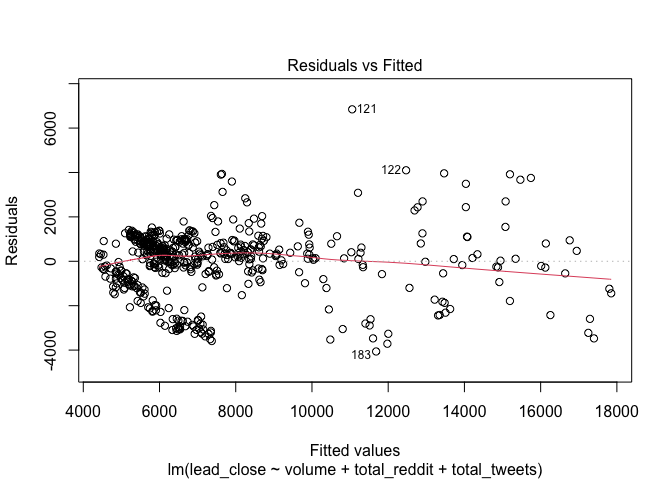 Residuals vs Fitted
Residuals
6000
2000
0
-4000
121
122
183
4000 6000 8000 10000 12000 14000 16000 18000
Fitted values
lm(lead_close ~ volume + total_reddit + total_tweets)